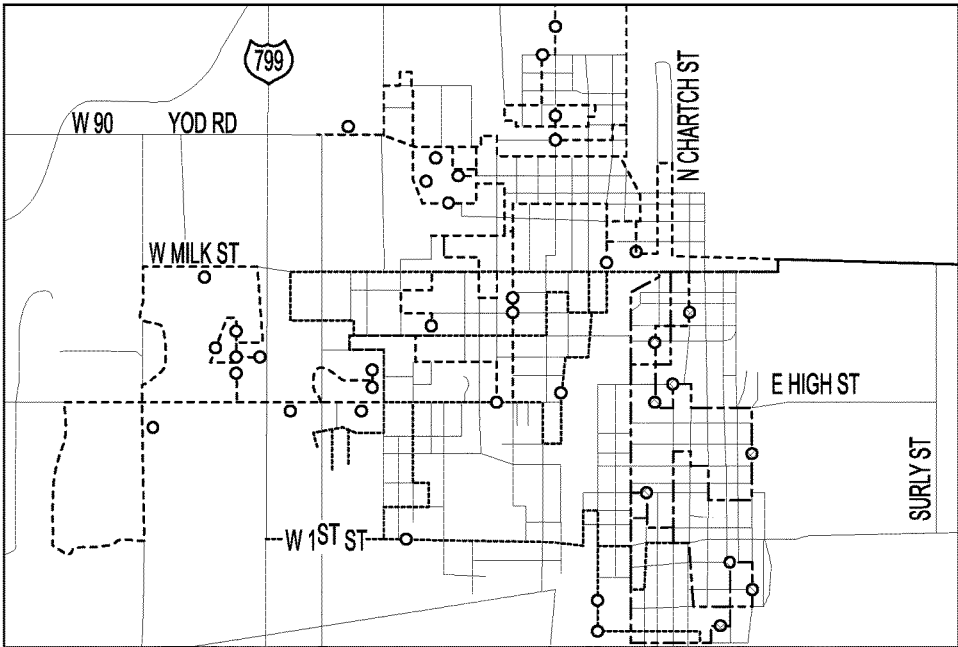 799
W 90 YOD RD
N CHARTCH ST
W MILK ST
E HIGH ST
SURLY ST
W 1ST ST